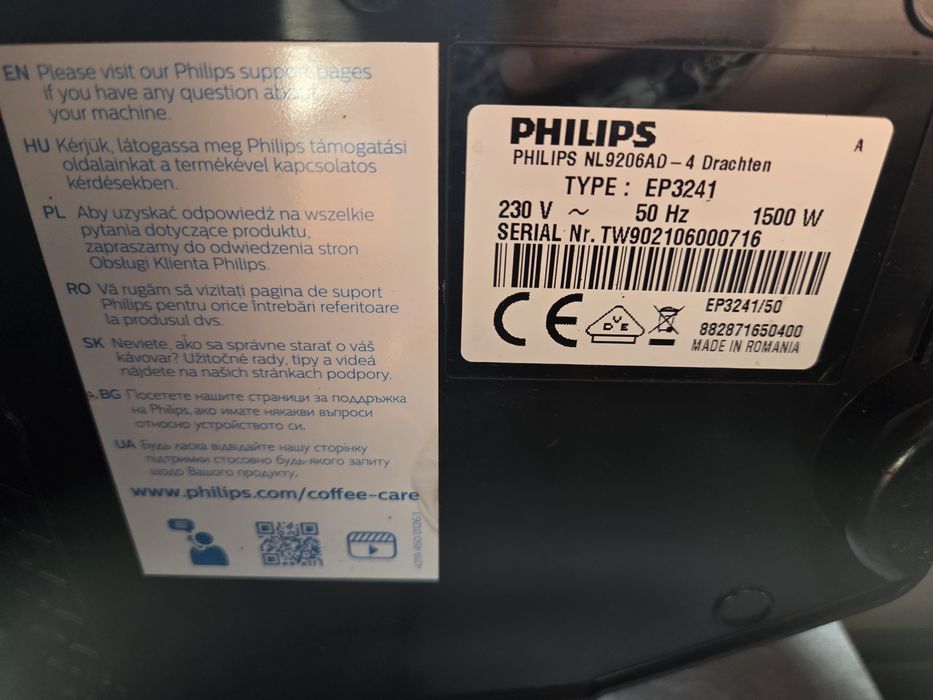 EN Please visit our Philips support pages
if you have any question about
your machine.
HU Kérjük, látogassa meg Philips támogatási
oldalainkat a termékével kapcsolatos
kérdésekben.
PL Aby uzyskać odpowiedź na wszelkie
pytania dotyczące produktu,
zapraszamy do odwiedzenia stron
Obsługi Klienta Philips.
RO Vă rugăm să vizitați pagina de suport
Philips pentru orice întrebări referitoare
la produsul dvs.
SK Neviete, ako sa správne starať o váš
kávovar? Užitočné rady, tipy a videá
nájdete na našich stránkach podpory.
BG Посетете нашите страници за поддръжка
на Philips, ако имате някакви въпроси
относно устройството си.
UA Будь ласка відвідайте нашу сторінку
підтримки стосовно будь-якого запиту
щодо Вашого продукту.
www.philips.com/coffee-care
PHILIPS
A
PHILIPS NL9206AD-4 Drachten
TYPE : EP3241
230 V ~ 50 Hz 1500 W
SERIAL Nr. TW902106000716
CE
VDE
EP3241/50
882871650400
MADE IN ROMANIA